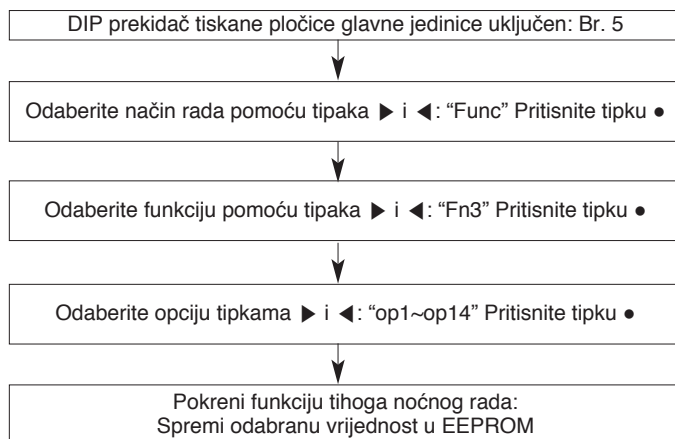 DIP prekidač tiskane pločice glavne jedinice uključen: Br. 5
Odaberite način rada pomoću tipaka ▶ i ◀: “Func” Pritisnite tipku ●
Odaberite funkciju pomoću tipaka ▶ i ◀: “Fn3” Pritisnite tipku ●
Odaberite opciju tipkama ▶ i ◀: “op1~op14” Pritisnite tipku ●
Pokreni funkciju tihoga noćnog rada:
Spremi odabranu vrijednost u EEPROM